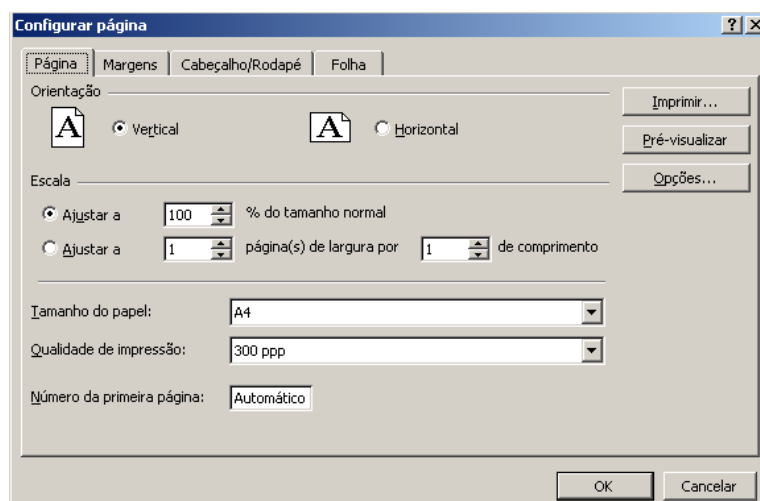 Configurar página
Página Margens Cabeçalho/Rodapé Folha
Orientação
A Vertical A Horizontal
Imprimir...
Pré-visualizar
Opções...
Escala
Ajustar a 100 % do tamanho normal
Ajustar a 1 página(s) de largura por 1 de comprimento
Tamanho do papel: A4
Qualidade de impressão: 300 ppp
Número da primeira página: Automático
OK Cancelar